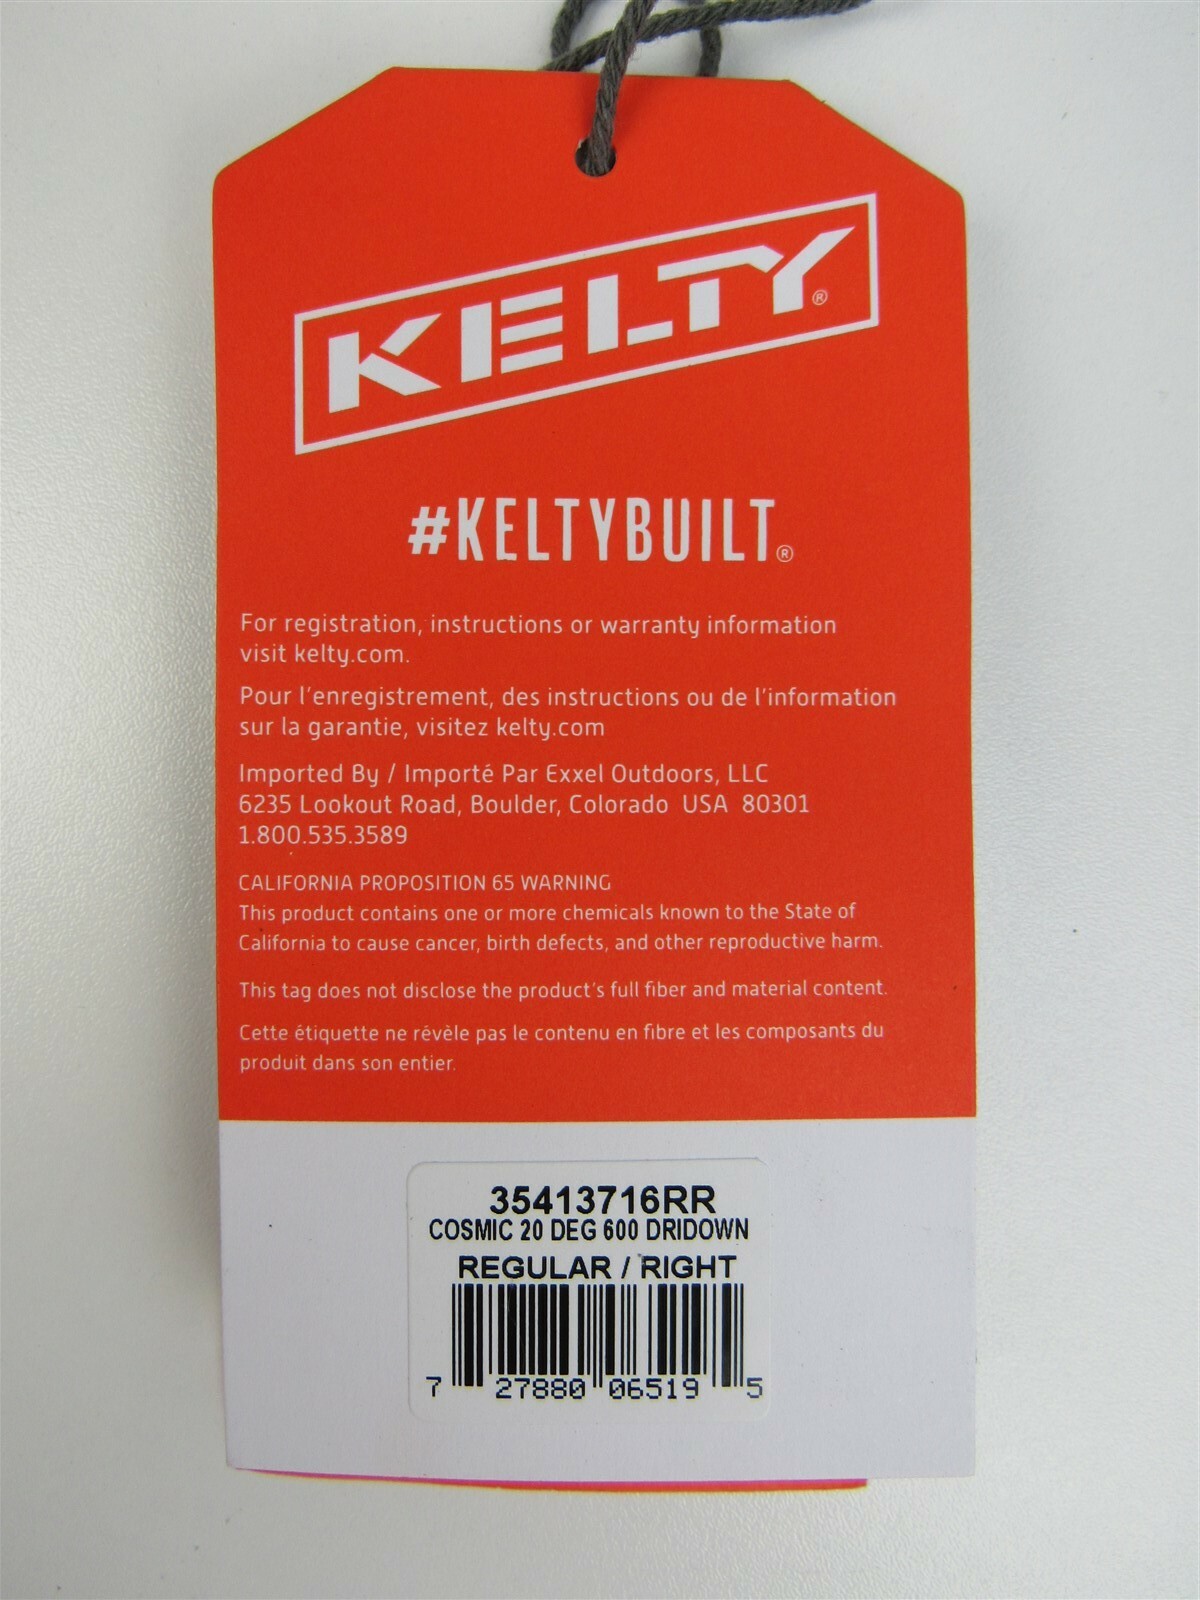 KELTY®
#KELTYBUILT®
For registration, instructions or warranty information
visit kelty.com.
Pour l'enregistrement, des instructions ou de l'information
sur la garantie, visitez kelty.com
Imported By / Importé Par Exxel Outdoors, LLC
6235 Lookout Road, Boulder, Colorado USA 80301
1.800.535.3589
CALIFORNIA PROPOSITION 65 WARNING
This product contains one or more chemicals known to the State of
California to cause cancer, birth defects, and other reproductive harm.
This tag does not disclose the product's full fiber and material content.
Cette étiquette ne révèle pas le contenu en fibre et les composants du
produit dans son entier.
35413716RR
COSMIC 20 DEG 600 DRIDOWN
REGULAR / RIGHT
7 27880 06519 5